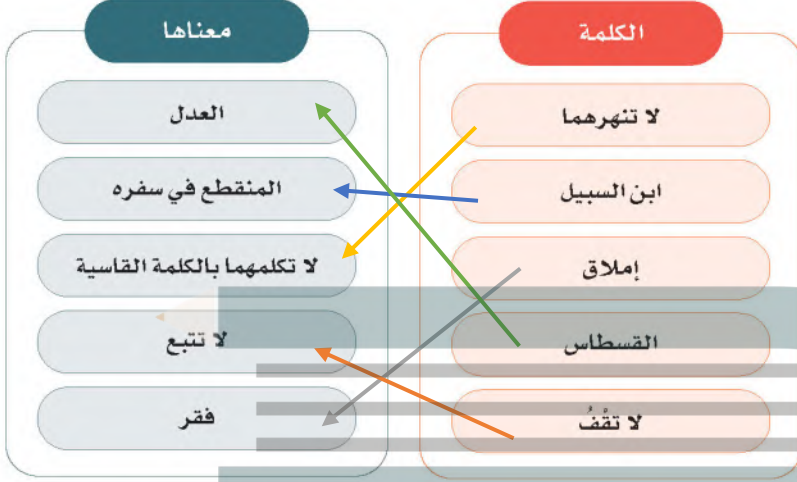 الكلمة
معناها
لا تنهرهما
العدل
ابن السبيل
المنقطع في سفره
إملاق
لا تكلمهما بالكلمة القاسية
القسطاس
لا تتبع
لا تقْفُ
فقر